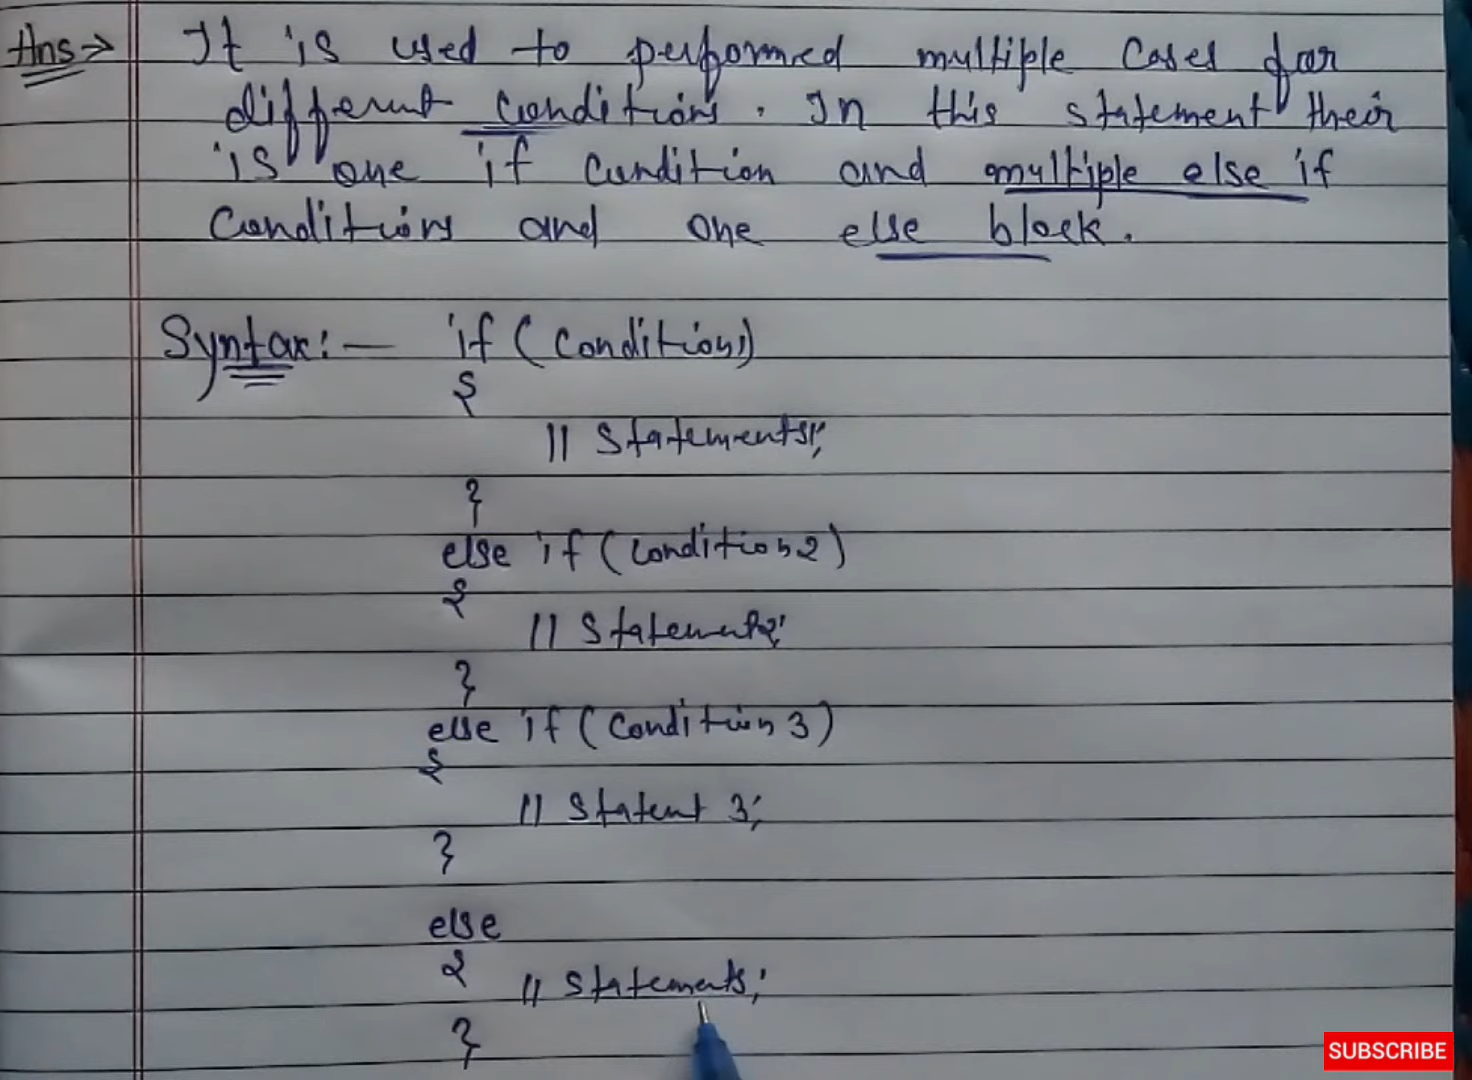 Ans → It is used to performed multiple Cases for
different conditions. In this statement their
is one if condition and multiple else if
Conditions and one else block.
Syntax:- if (Condition1)
{
// Statements1;
}
else if (Condition2)
{
// Statement2;
}
else if (Condition 3)
{
// Statent 3;
}
else
{ // Statements;
}
SUBSCRIBE